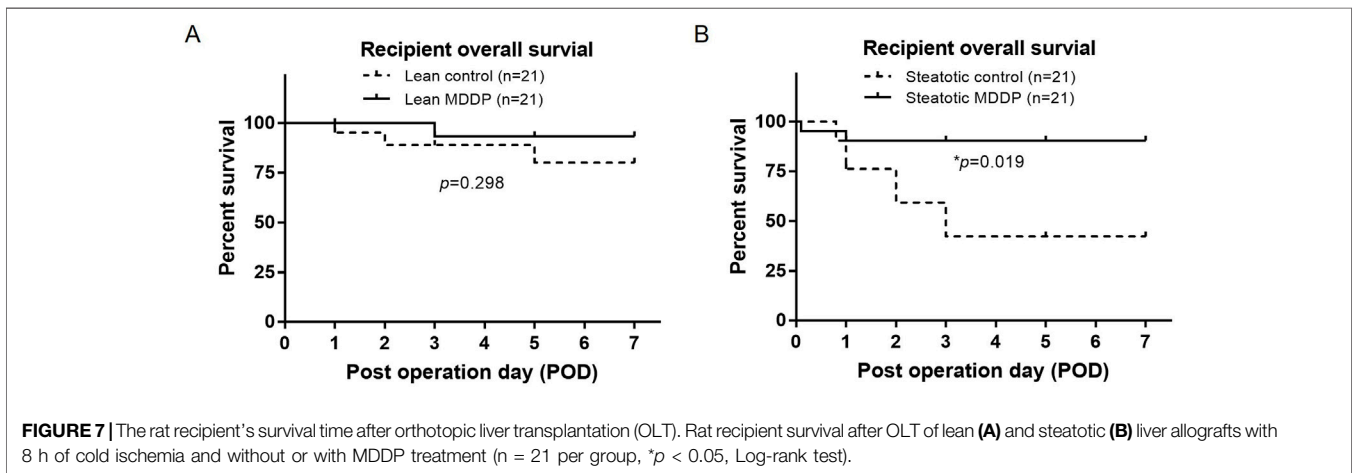 A
Recipient overall survial
Lean control (n=21)
Lean MDDP (n=21)
100
75
50
25
0
Percent survival
p=0.298
0 1 2 3 4 5 6 7
Post operation day (POD)
B
Recipient overall survial
Steatotic control (n=21)
Steatotic MDDP (n=21)
100
75
50
25
0
Percent survival
*p=0.019
0 1 2 3 4 5 6 7
Post operation day (POD)
FIGURE 7 | The rat recipient's survival time after orthotopic liver transplantation (OLT). Rat recipient survival after OLT of lean (A) and steatotic (B) liver allografts with
8 h of cold ischemia and without or with MDDP treatment (n = 21 per group, *p < 0.05, Log-rank test).